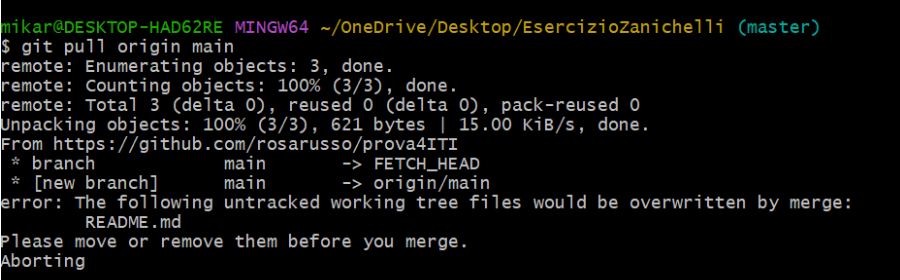 mikar@DESKTOP-HAD62RE MINGW64 ~/OneDrive/Desktop/EsercizioZanichelli (master)
$ git pull origin main
remote: Enumerating objects: 3, done.
remote: Counting objects: 100% (3/3), done.
remote: Total 3 (delta 0), reused 0 (delta 0), pack-reused 0
Unpacking objects: 100% (3/3), 621 bytes | 15.00 KiB/s, done.
From https://github.com/rosarusso/prova4ITI
 * branch            main       -> FETCH_HEAD
 * [new branch]      main       -> origin/main
error: The following untracked working tree files would be overwritten by merge:
        README.md
Please move or remove them before you merge.
Aborting